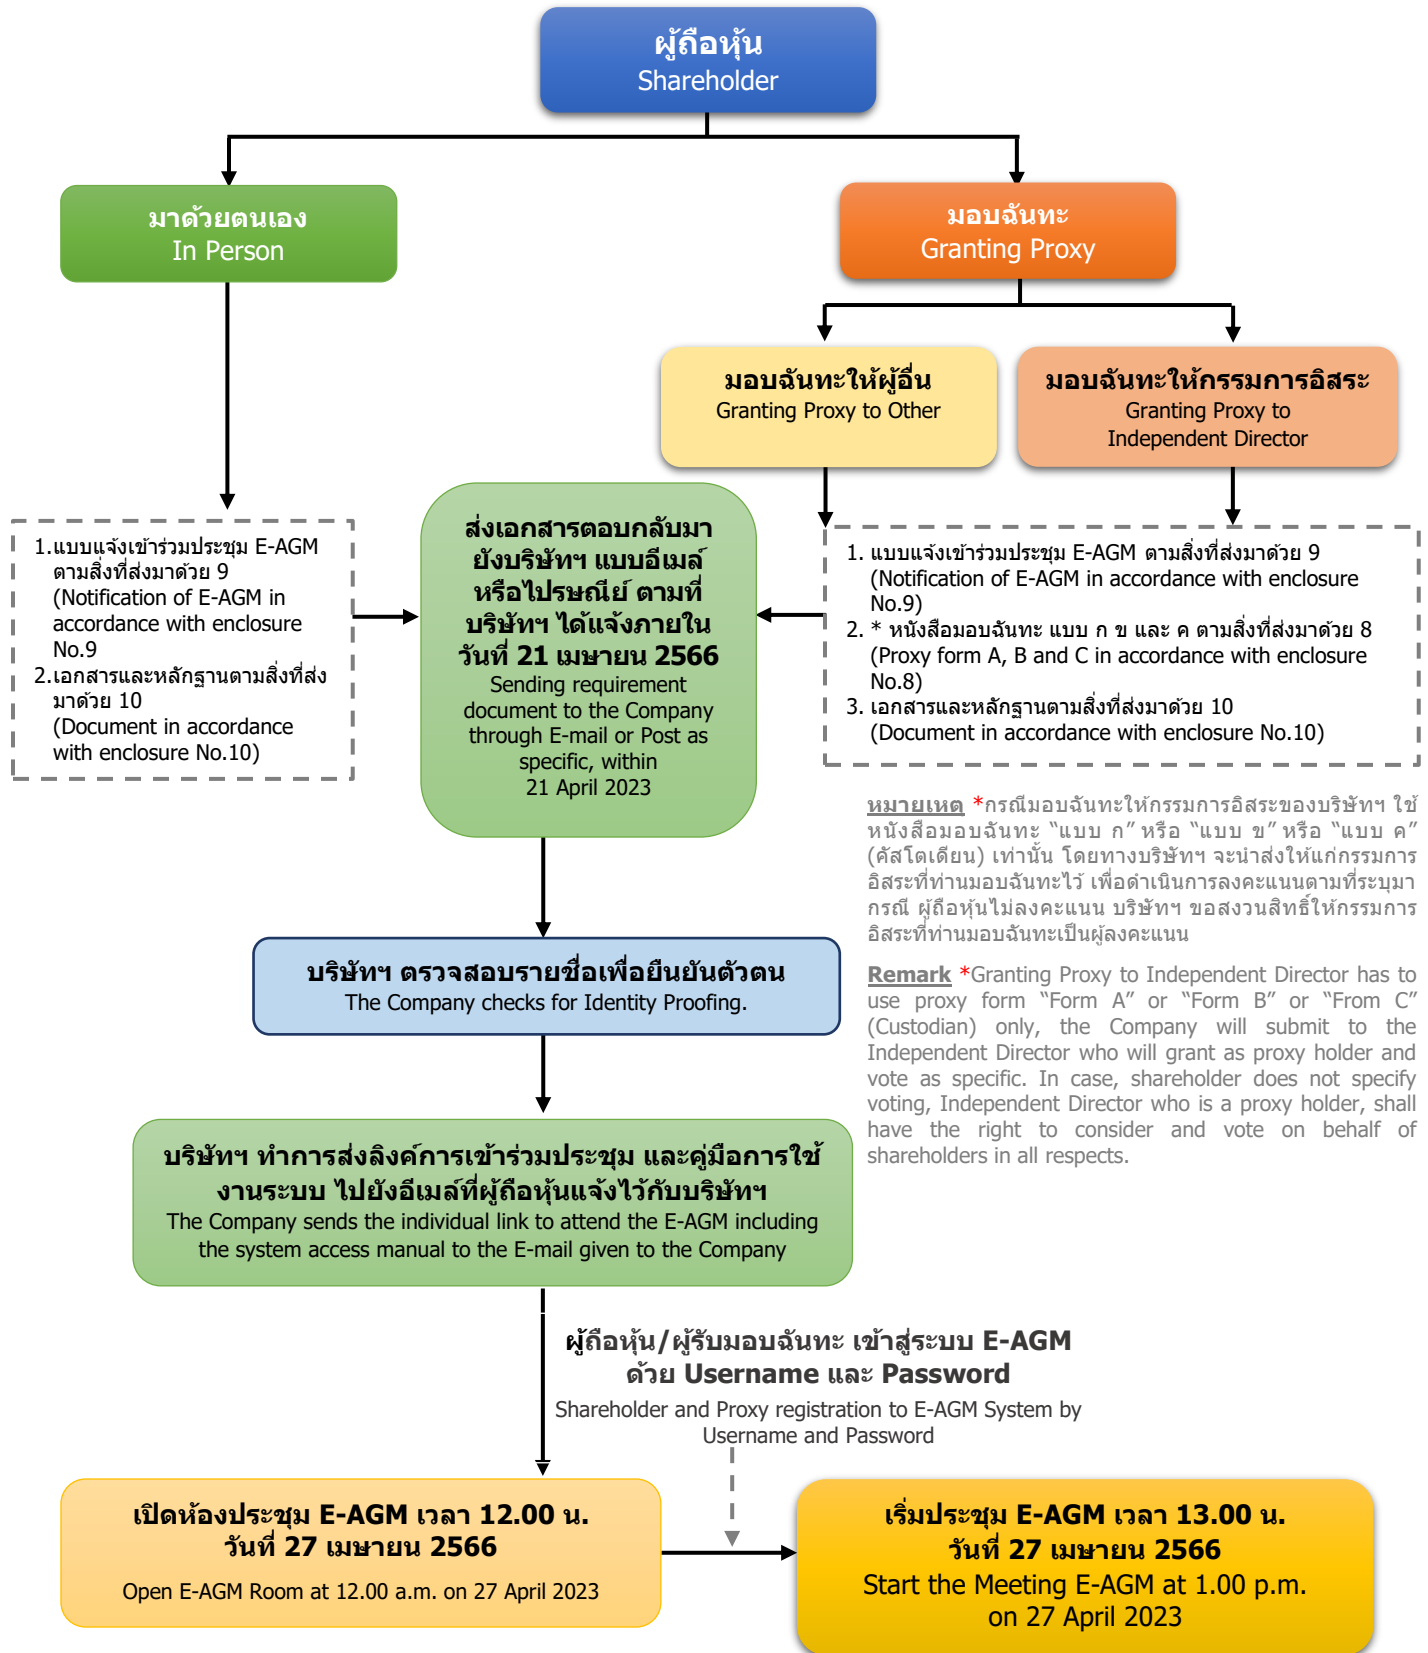 ผู้ถือหุ้น
Shareholder
มาด้วยตนเอง
In Person
มอบฉันทะ
Granting Proxy
มอบฉันทะให้ผู้อื่น
Granting Proxy to Other
มอบฉันทะให้กรรมการอิสระ
Granting Proxy to
Independent Director
1.แบบแจ้งเข้าร่วมประชุม E-AGM
ตามสิ่งที่ส่งมาด้วย 9
(Notification of E-AGM in
accordance with enclosure
No.9
2.เอกสารและหลักฐานตามสิ่งที่ส่ง
มาด้วย 10
(Document in accordance
with enclosure No.10)
ส่งเอกสารตอบกลับมา
ยังบริษัทฯ แบบอีเมล์
หรือไปรษณีย์ ตามที่
บริษัทฯ ได้แจ้งภายใน
วันที่ 21 เมษายน 2566
Sending requirement
document to the Company
through E-mail or Post as
specific, within
21 April 2023
1. แบบแจ้งเข้าร่วมประชุม E-AGM ตามสิ่งที่ส่งมาด้วย 9
(Notification of E-AGM in accordance with enclosure
No.9)
2. * หนังสือมอบฉันทะ แบบ ก ข และ ค ตามสิ่งที่ส่งมาด้วย 8
(Proxy form A, B and C in accordance with enclosure
No.8)
3. เอกสารและหลักฐานตามสิ่งที่ส่งมาด้วย 10
(Document in accordance with enclosure No.10)
หมายเหตุ *กรณีมอบฉันทะให้กรรมการอิสระของบริษัทฯ ใช้
หนังสือมอบฉันทะ “แบบ ก” หรือ “แบบ ข” หรือ “แบบ ค”
(คัสโตเดียน) เท่านั้น โดยทางบริษัทฯ จะนำส่งให้แก่กรรมการ
อิสระที่ท่านมอบฉันทะไว้ เพื่อดำเนินการลงคะแนนตามที่ระบุมา
กรณี ผู้ถือหุ้นไม่ลงคะแนน บริษัทฯ ขอสงวนสิทธิ์ให้กรรมการ
อิสระที่ท่านมอบฉันทะเป็นผู้ลงคะแนน
Remark *Granting Proxy to Independent Director has to
use proxy form “Form A” or “Form B” or “From C”
(Custodian) only, the Company will submit to the
Independent Director who will grant as proxy holder and
vote as specific. In case, shareholder does not specify
voting, Independent Director who is a proxy holder, shall
have the right to consider and vote on behalf of
shareholders in all respects.
บริษัทฯ ตรวจสอบรายชื่อเพื่อยืนยันตัวตน
The Company checks for Identity Proofing.
บริษัทฯ ทำการส่งลิงค์การเข้าร่วมประชุม และคู่มือการใช้
งานระบบ ไปยังอีเมล์ที่ผู้ถือหุ้นแจ้งไว้กับบริษัทฯ
The Company sends the individual link to attend the E-AGM including
the system access manual to the E-mail given to the Company
ผู้ถือหุ้น/ผู้รับมอบฉันทะ เข้าสู่ระบบ E-AGM
ด้วย Username และ Password
Shareholder and Proxy registration to E-AGM System by
Username and Password
เปิดห้องประชุม E-AGM เวลา 12.00 น.
วันที่ 27 เมษายน 2566
Open E-AGM Room at 12.00 a.m. on 27 April 2023
เริ่มประชุม E-AGM เวลา 13.00 น.
วันที่ 27 เมษายน 2566
Start the Meeting E-AGM at 1.00 p.m.
on 27 April 2023